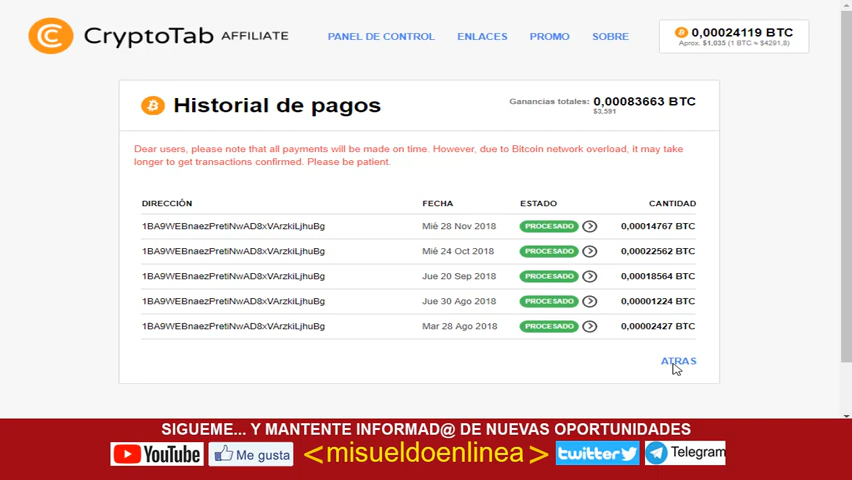 CryptoTab AFFILIATE
PANEL DE CONTROL ENLACES PROMO SOBRE
0,00024119 BTC
Aprox. $1,035 (1 BTC ≈ $4291,8)
Historial de pagos
Ganancias totales: 0,00083663 BTC
$3,591
Dear users, please note that all payments will be made on time. However, due to Bitcoin network overload, it may take
longer to get transactions confirmed. Please be patient.
DIRECCIÓN FECHA ESTADO CANTIDAD
1BA9WEBnaezPretiNwAD8xVArzkiLjhuBg Mié 28 Nov 2018 PROCESADO 0,00014767 BTC
1BA9WEBnaezPretiNwAD8xVArzkiLjhuBg Mié 24 Oct 2018 PROCESADO 0,00022562 BTC
1BA9WEBnaezPretiNwAD8xVArzkiLjhuBg Jue 20 Sep 2018 PROCESADO 0,00018564 BTC
1BA9WEBnaezPretiNwAD8xVArzkiLjhuBg Jue 30 Ago 2018 PROCESADO 0,00001224 BTC
1BA9WEBnaezPretiNwAD8xVArzkiLjhuBg Mar 28 Ago 2018 PROCESADO 0,00002427 BTC
ATRAS
SIGUEME... Y MANTENTE INFORMAD@ DE NUEVAS OPORTUNIDADES
YouTube Me gusta <misueldoenlinea> twitter Telegram